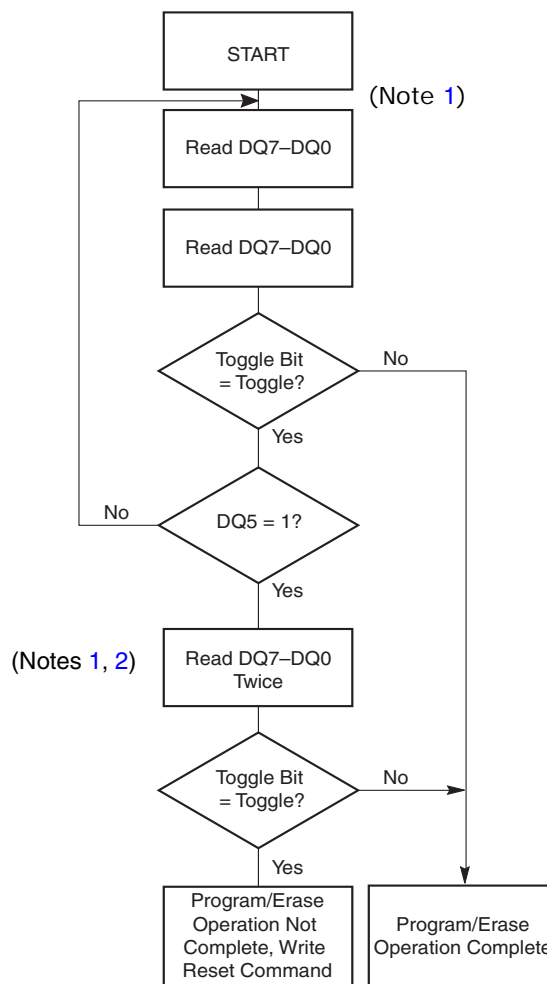 START
(Note 1)
Read DQ7–DQ0
Read DQ7–DQ0
Toggle Bit
= Toggle?
No
Yes
No
DQ5 = 1?
Yes
(Notes 1, 2)
Read DQ7–DQ0
Twice
Toggle Bit
= Toggle?
No
Yes
Program/Erase
Operation Not
Complete, Write
Reset Command
Program/Erase
Operation Complete